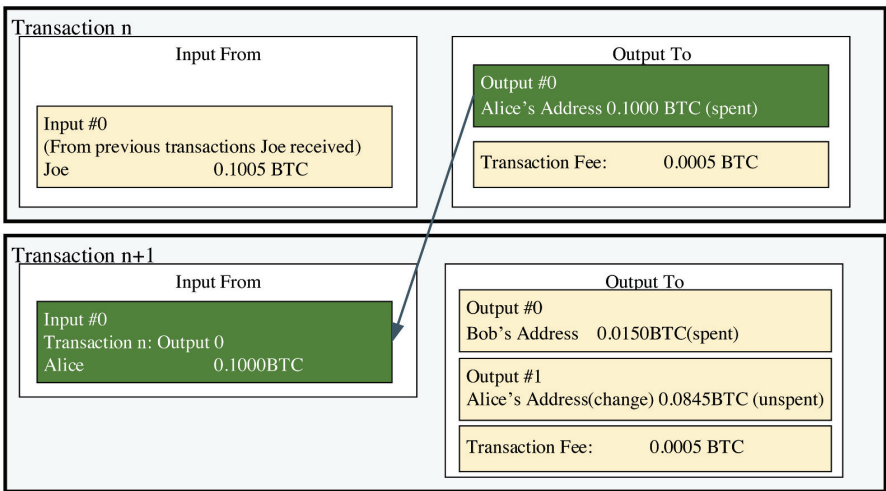 Transaction n
Input From
Input #0
(From previous transactions Joe received)
Joe 0.1005 BTC
Output To
Output #0
Alice's Address 0.1000 BTC (spent)
Transaction Fee: 0.0005 BTC
Transaction n+1
Input From
Input #0
Transaction n: Output 0
Alice 0.1000BTC
Output To
Output #0
Bob's Address 0.0150BTC(spent)
Output #1
Alice's Address(change) 0.0845BTC (unspent)
Transaction Fee: 0.0005 BTC